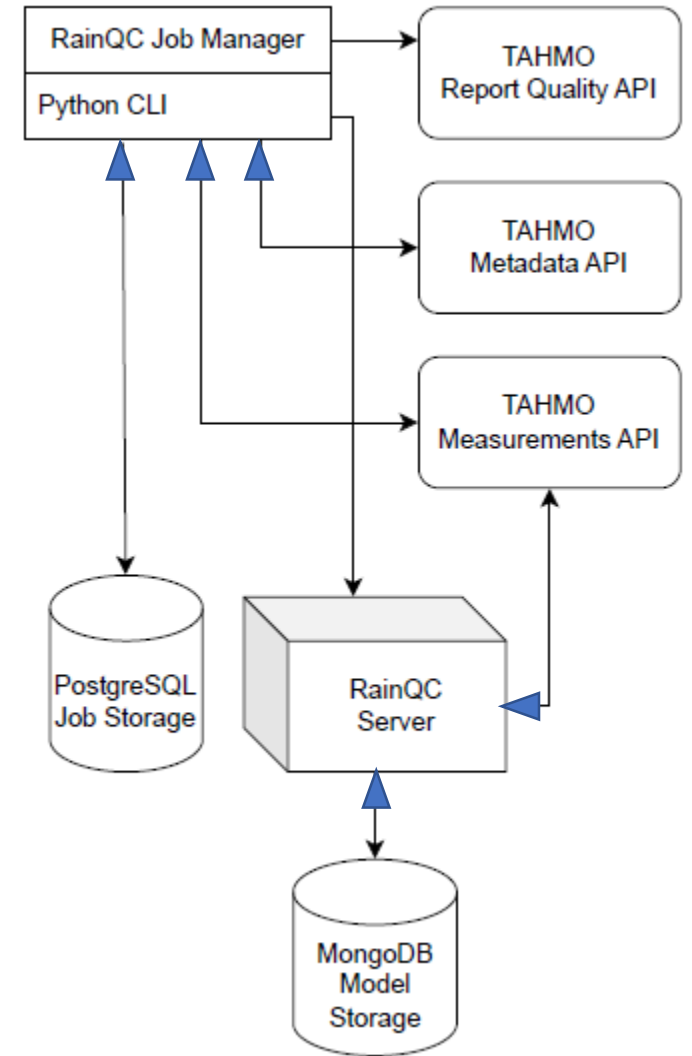 RainQC Job Manager
Python CLI
TAHMO
Report Quality API
TAHMO
Metadata API
TAHMO
Measurements API
PostgreSQL
Job Storage
RainQC
Server
MongoDB
Model
Storage